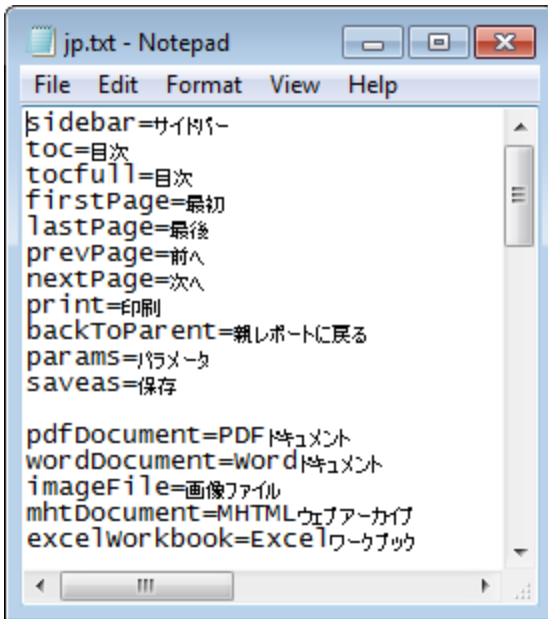 jp.txt - Notepad
File Edit Format View Help
sidebar=サイドバー
toc=目次
tocfull=目次
firstPage=最初
lastPage=最後
prevPage=前へ
nextPage=次へ
print=印刷
backToParent=親レポートに戻る
params=パラメータ
saveas=保存
pdfDocument=PDFドキュメント
wordDocument=Wordドキュメント
imageFile=画像ファイル
mhtDocument=MHTMLウェブアーカイブ
excelWorkbook=Excelワークブック